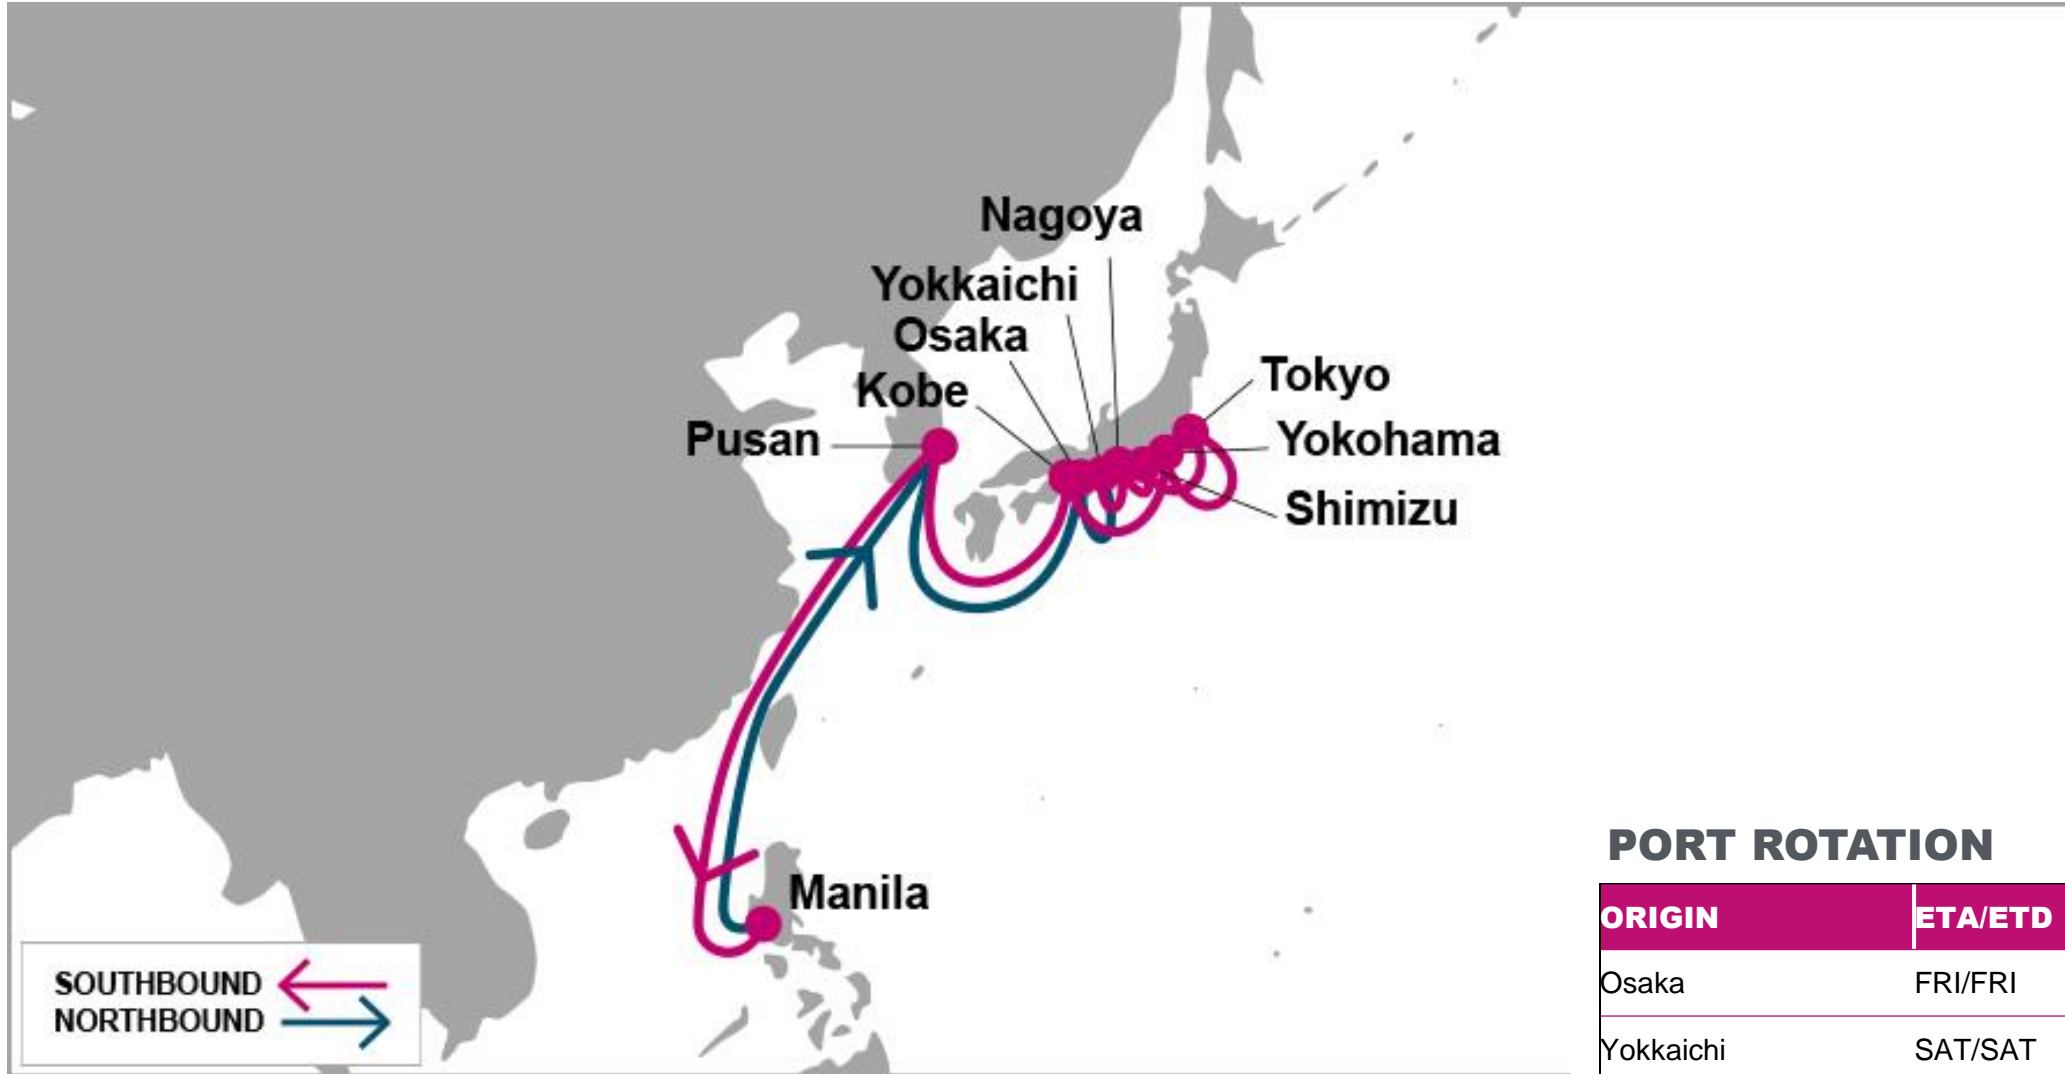 Nagoya
Yokkaichi
Osaka
Kobe
Tokyo
Pusan
Yokohama
Shimizu
Manila
SOUTHBOUND
NORTHBOUND
PORT ROTATION
ORIGIN ETA/ETD
Osaka FRI/FRI
Yokkaichi SAT/SAT